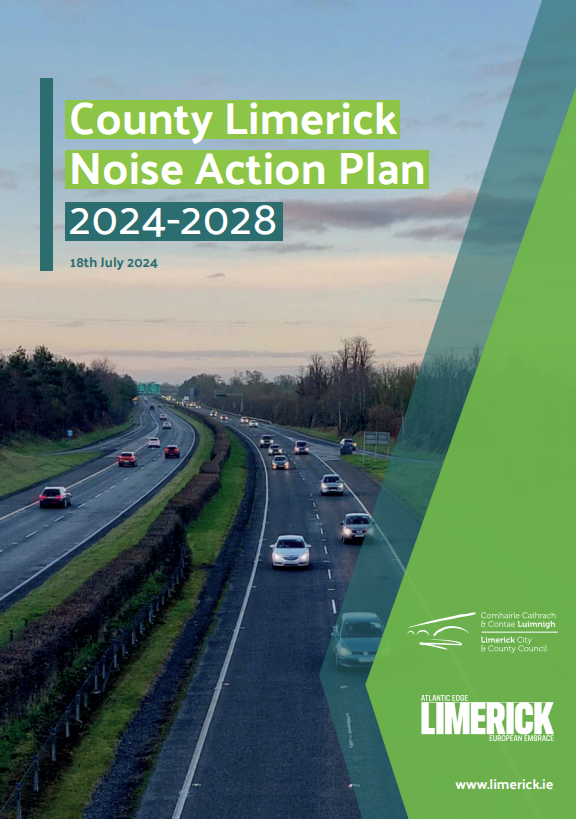 County Limerick
Noise Action Plan
2024-2028
18th July 2024
Comhairle Cathrach
& Contae Luimnigh
Limerick City
& County Council
ATLANTIC EDGE
LIMERICK
EUROPEAN EMBRACE
www.limerick.ie